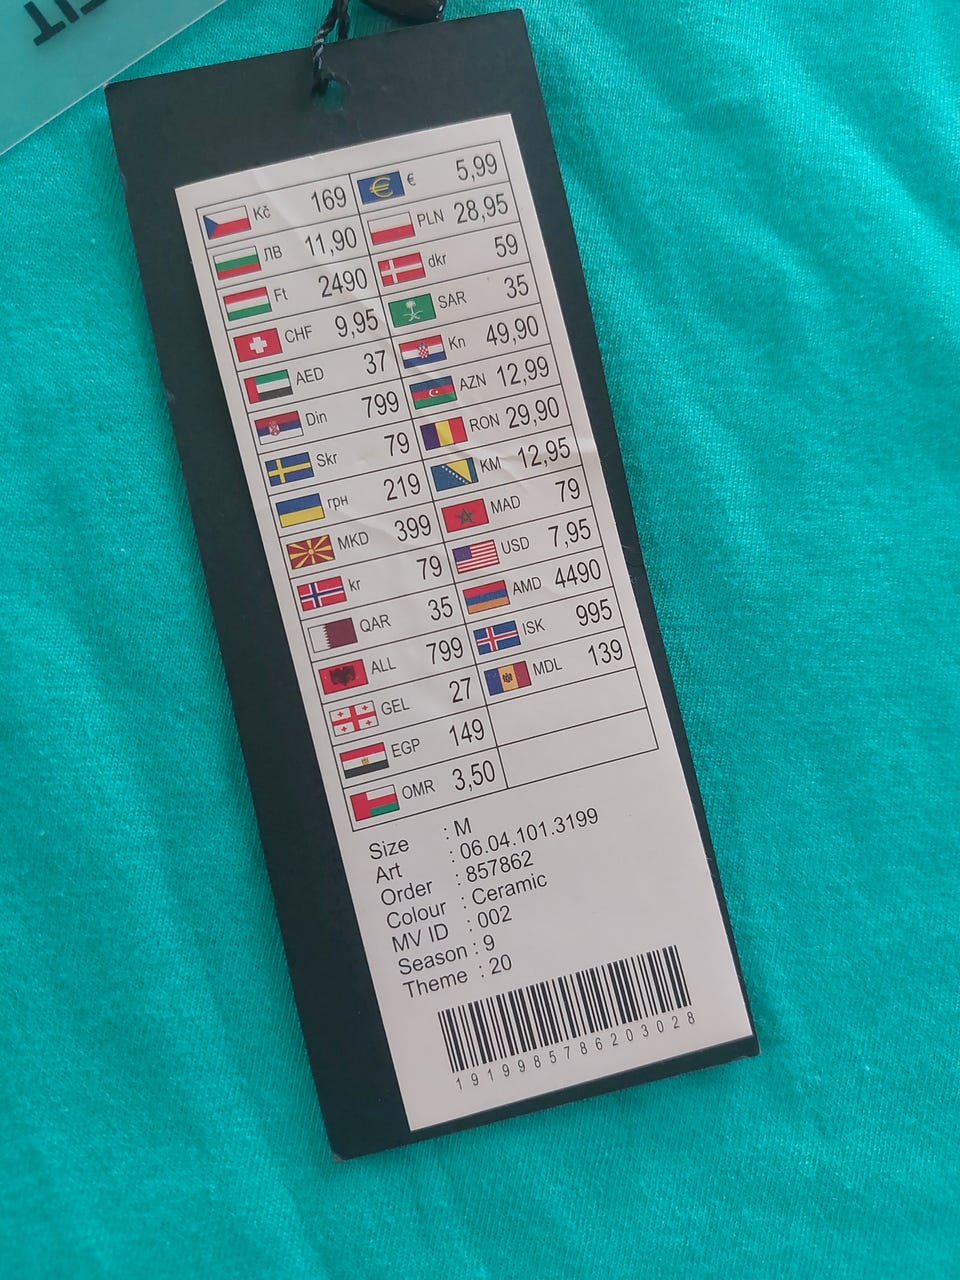 FIT
Kč 169 € 5,99
ЛВ 11,90 PLN 28,95
Ft 2490 dkr 59
CHF 9,95 SAR 35
AED 37 Kn 49,90
Din 799 AZN 12,99
Skr 79 RON 29,90
грн 219 KM 12,95
MKD 399 MAD 79
kr 79 USD 7,95
QAR 35 AMD 4490
ALL 799 ISK 995
GEL 27 MDL 139
EGP 149
OMR 3,50
Size : M
Art : 06.04.101.3199
Order : 857862
Colour : Ceramic
MV ID : 002
Season : 9
Theme : 20
1919985786203028